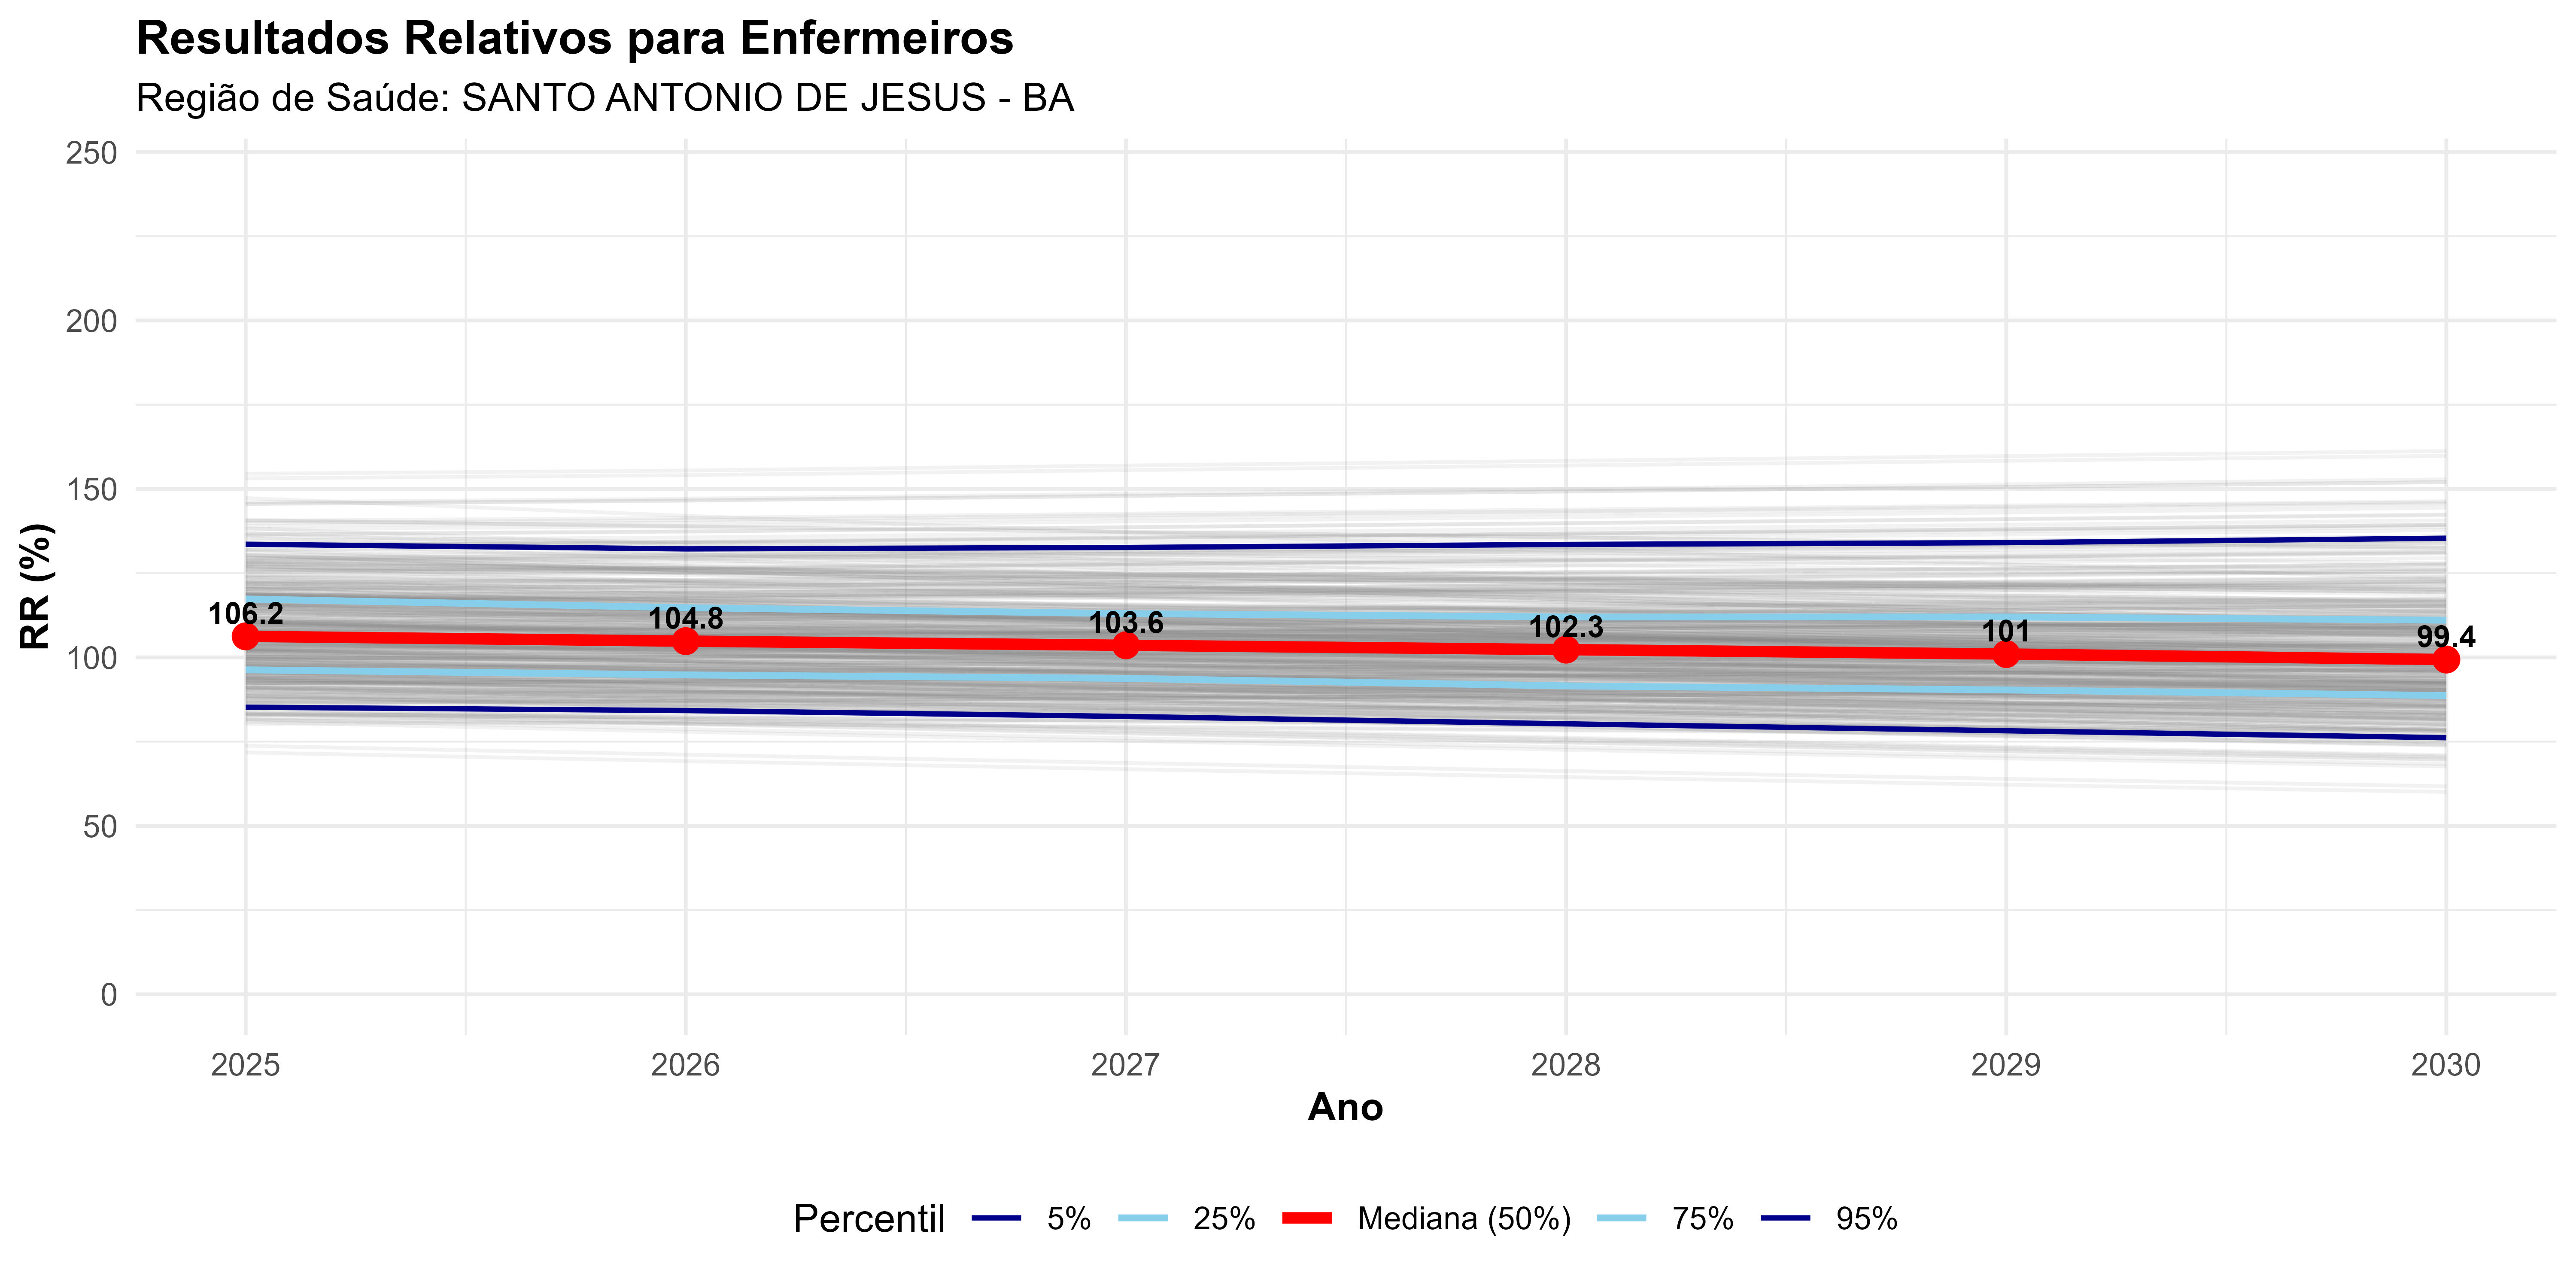 Resultados Relativos para Enfermeiros
Região de Saúde: SANTO ANTONIO DE JESUS - BA
250
200
150
100
50
0
RR (%)
106.2
104.8
103.6
102.3
101
99.4
2025 2026 2027 2028 2029 2030
Ano
Percentil 5% 25% Mediana (50%) 75% 95%